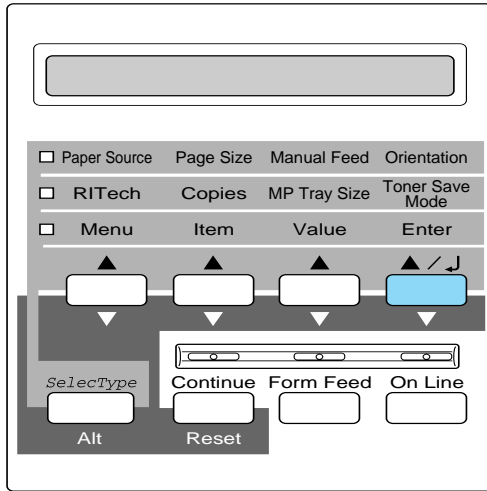 Paper Source Page Size Manual Feed Orientation
RITech Copies MP Tray Size Toner Save Mode
Menu Item Value Enter
SelecType Continue Form Feed On Line
Alt Reset